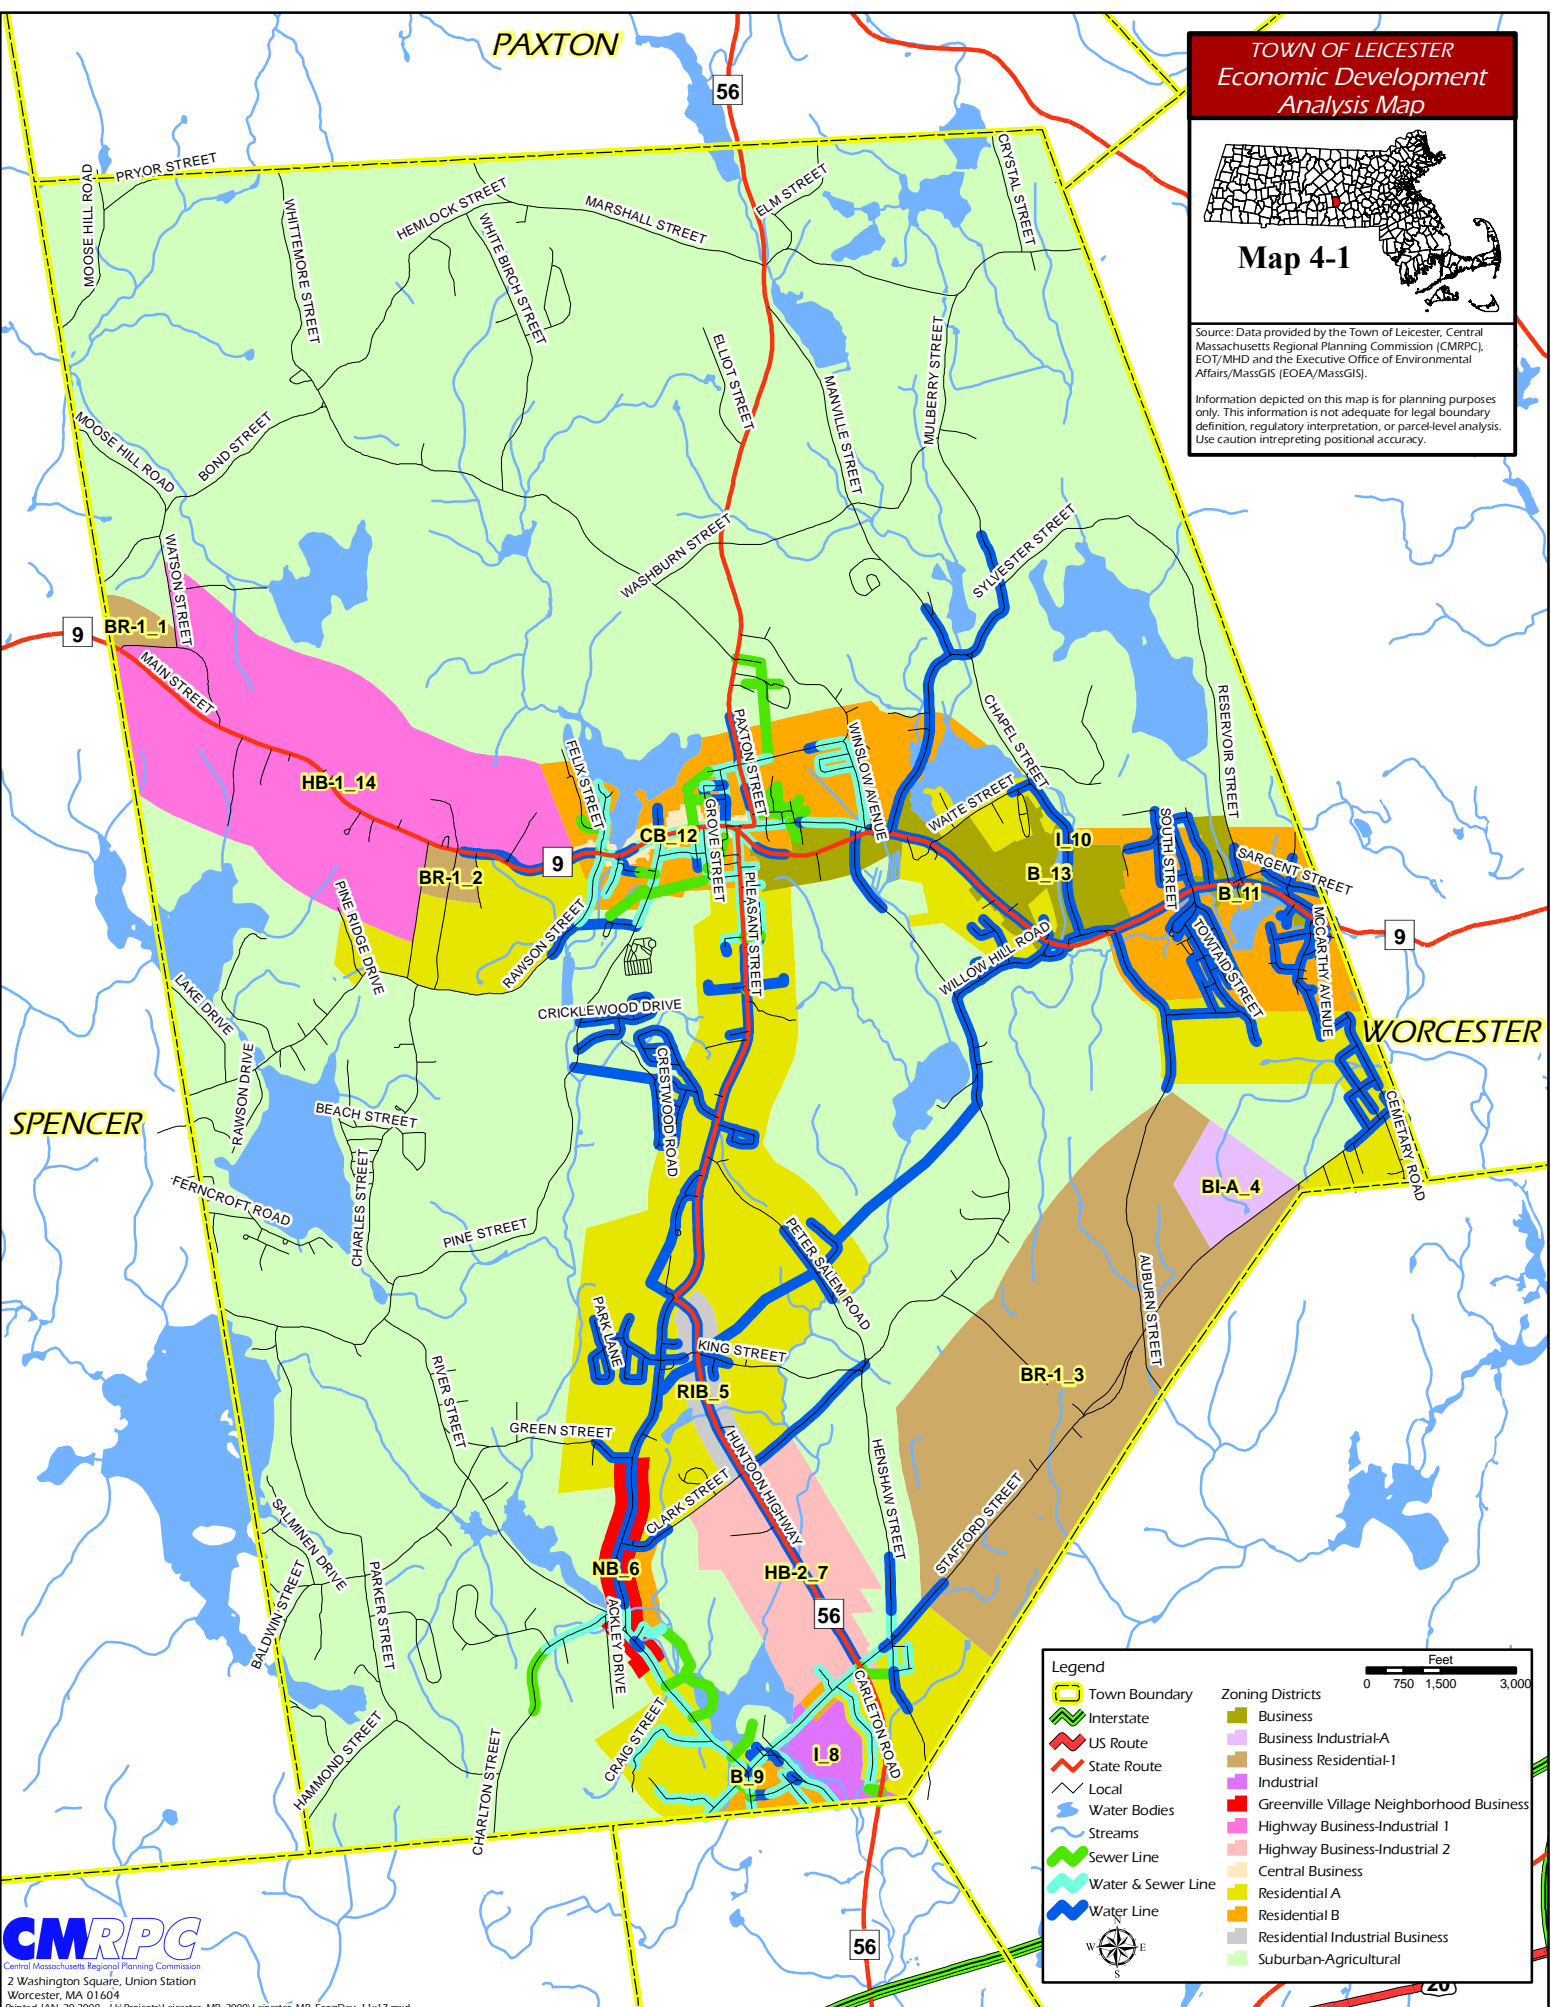 PAXTON
56
TOWN OF LEICESTER
Economic Development
Analysis Map
Map 4-1
Source: Data provided by the Town of Leicester, Central
Massachusetts Regional Planning Commission (CMRPC),
EOT/MHD and the Executive Office of Environmental
Affairs/MassGIS (EOEA/MassGIS).
Information depicted on this map is for planning purposes
only. This information is not adequate for legal boundary
definition, regulatory interpretation, or parcel-level analysis.
Use caution intrepreting positional accuracy.
PRYOR STREET
MOOSE HILL ROAD
WHITTEMORE STREET
HEMLOCK STREET
WHITE BIRCH STREET
MARSHALL STREET
ELM STREET
CRYSTAL STREET
ELLIOT STREET
MANVILLE STREET
MULBERRY STREET
MOOSE HILL ROAD
BOND STREET
WATSON STREET
WASHBURN STREET
SYLVESTER STREET
9
BR-1_1
MAIN STREET
HB-1_14
FELIX STREET
PAXTON STREET
WINSLOW AVENUE
CHAPEL STREET
RESERVOIR STREET
WAITE STREET
GROVE STREET
CB_12
I_10
SOUTH STREET
9
BR-1_2
B_13
SARGENT STREET
B_11
PLEASANT STREET
PINE RIDGE DRIVE
RAWSON STREET
WILLOW HILL ROAD
TOWTAID STREET
MCCARTHY AVENUE
9
LAKE DRIVE
CRICKLEWOOD DRIVE
WORCESTER
RAWSON DRIVE
CRESTWOOD ROAD
SPENCER
BEACH STREET
CEMETARY ROAD
CHARLES STREET
FERNCROFT ROAD
BI-A_4
PINE STREET
PETER SALEM ROAD
AUBURN STREET
PARK LANE
KING STREET
RIVER STREET
RIB_5
BR-1_3
GREEN STREET
HUNTOON HIGHWAY
HENSHAW STREET
CLARK STREET
STAFFORD STREET
SALMINEN DRIVE
NB_6
HB-2_7
BALDWIN STREET
PARKER STREET
ACKLEY DRIVE
56
CARLETON ROAD
CRAIG STREET
HAMMOND STREET
CHARLTON STREET
I_8
B_9
Legend
Town Boundary
Interstate
US Route
State Route
Local
Water Bodies
Streams
Sewer Line
Water & Sewer Line
Water Line
Feet
0 750 1,500 3,000
Zoning Districts
Business
Business Industrial-A
Business Residential-1
Industrial
Greenville Village Neighborhood Business
Highway Business-Industrial 1
Highway Business-Industrial 2
Central Business
Residential A
Residential B
Residential Industrial Business
Suburban-Agricultural
N
W E
S
56
20
CMRPC
Central Massachusetts Regional Planning Commission
2 Washington Square, Union Station
Worcester, MA 01604